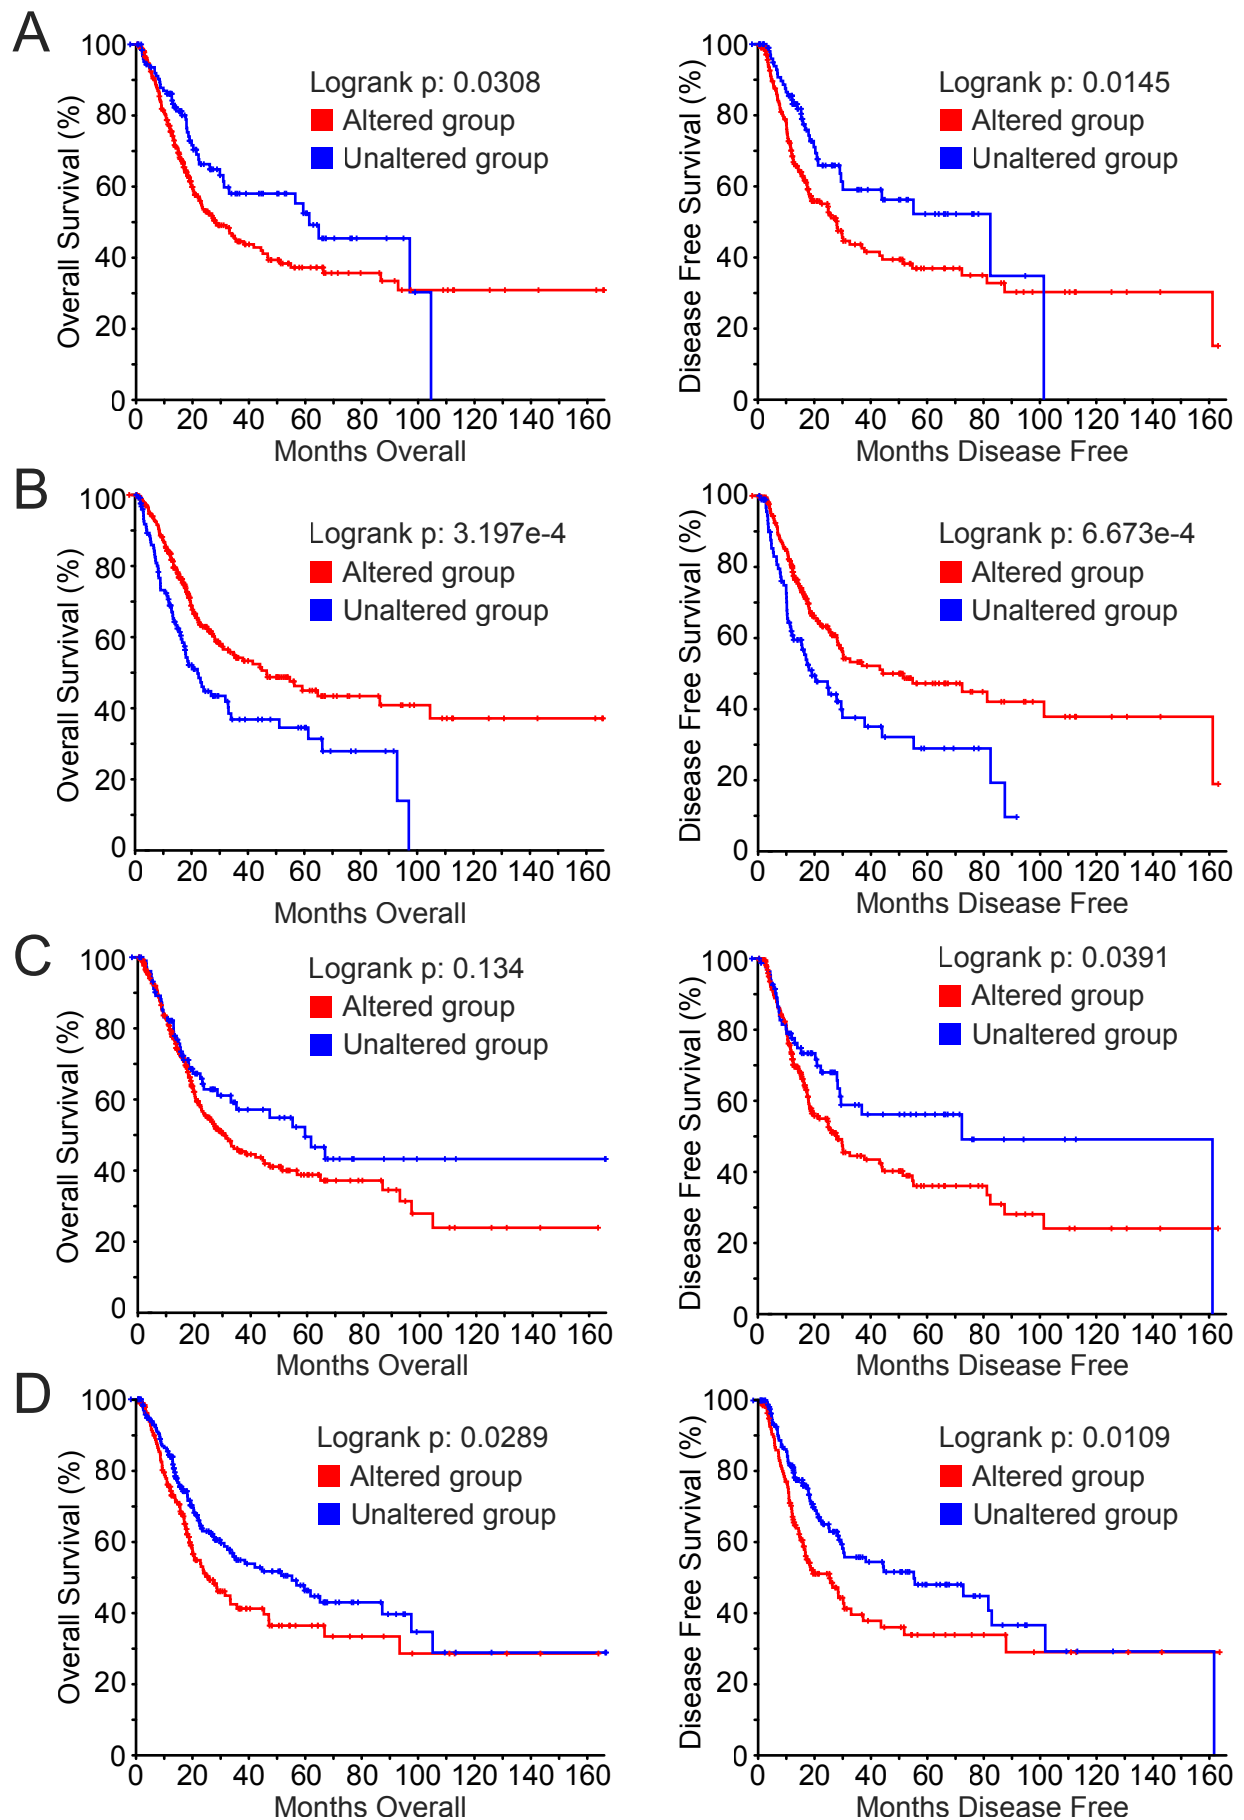 A
Overall Survival (%)
100
80
60
40
20
0
Logrank p: 0.0308
Altered group
Unaltered group
0 20 40 60 80 100 120 140 160
Months Overall
Disease Free Survival (%)
100
80
60
40
20
0
Logrank p: 0.0145
Altered group
Unaltered group
0 20 40 60 80 100 120 140 160
Months Disease Free
B
Overall Survival (%)
100
80
60
40
20
0
Logrank p: 3.197e-4
Altered group
Unaltered group
0 20 40 60 80 100 120 140 160
Months Overall
Disease Free Survival (%)
100
80
60
40
20
0
Logrank p: 6.673e-4
Altered group
Unaltered group
0 20 40 60 80 100 120 140 160
Months Disease Free
C
Overall Survival (%)
100
80
60
40
20
0
Logrank p: 0.134
Altered group
Unaltered group
0 20 40 60 80 100 120 140 160
Months Overall
Disease Free Survival (%)
100
80
60
40
20
0
Logrank p: 0.0391
Altered group
Unaltered group
0 20 40 60 80 100 120 140 160
Months Disease Free
D
Overall Survival (%)
100
80
60
40
20
0
Logrank p: 0.0289
Altered group
Unaltered group
0 20 40 60 80 100 120 140 160
Months Overall
Disease Free Survival (%)
100
80
60
40
20
0
Logrank p: 0.0109
Altered group
Unaltered group
0 20 40 60 80 100 120 140 160
Months Disease Free